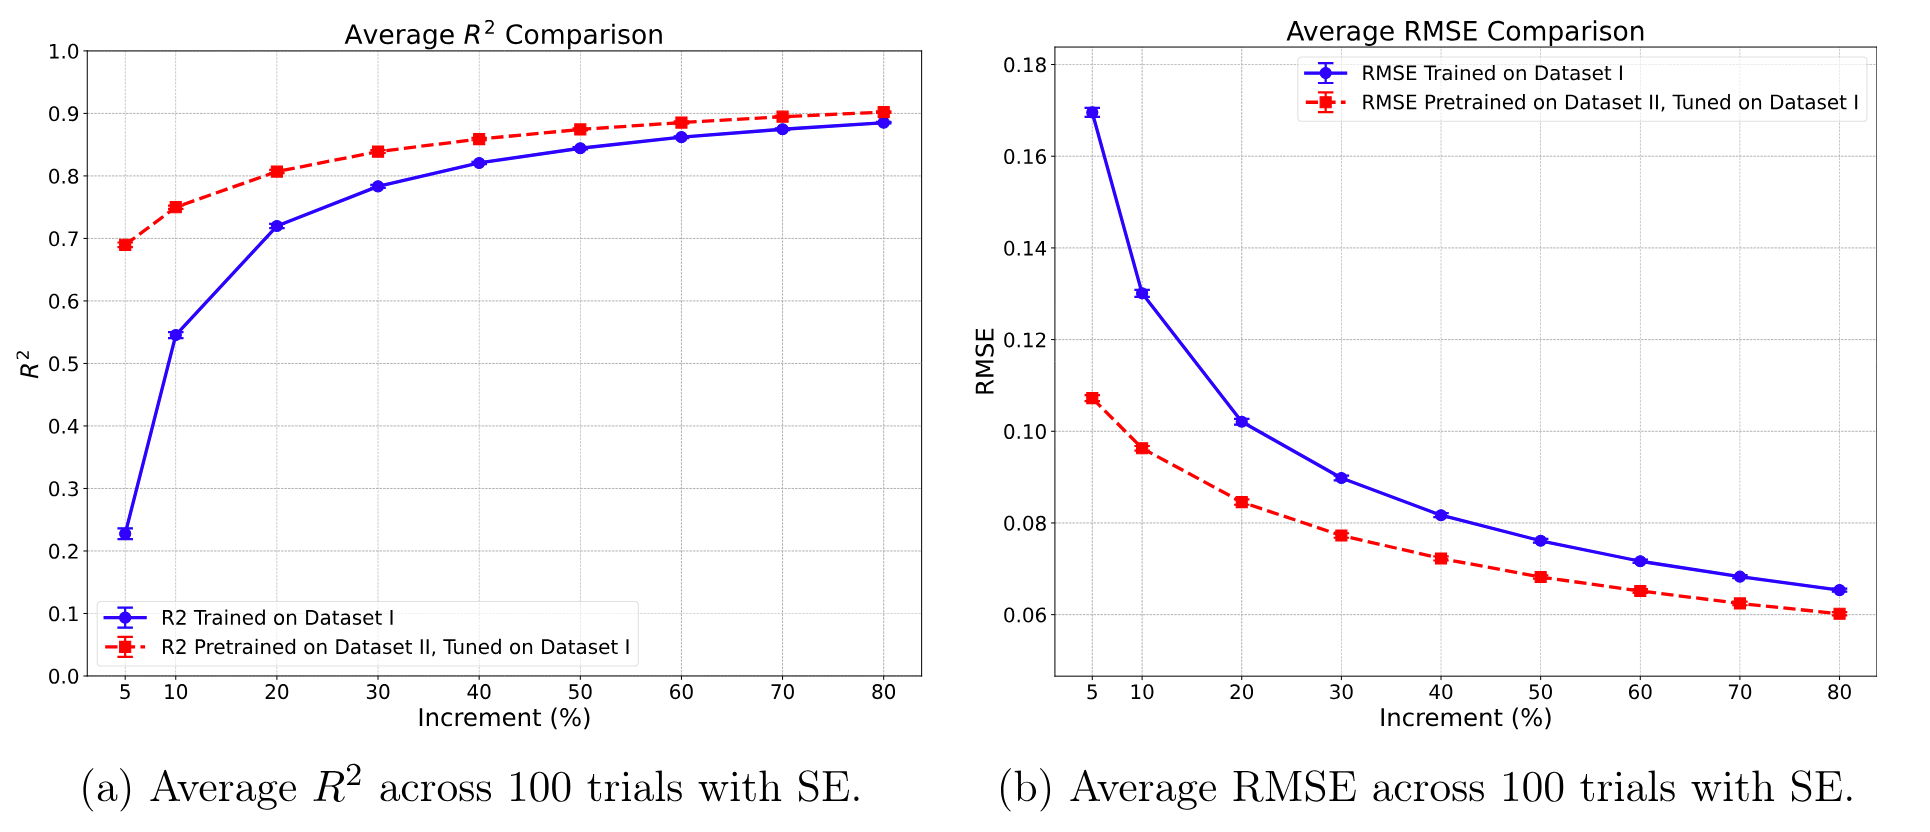 Average R² Comparison
1.0
0.9
0.8
0.7
0.6
0.5
0.4
0.3
0.2
0.1
0.0
R²
R2 Trained on Dataset I
R2 Pretrained on Dataset II, Tuned on Dataset I
5 10 20 30 40 50 60 70 80
Increment (%)
(a) Average R² across 100 trials with SE.
Average RMSE Comparison
RMSE Trained on Dataset I
RMSE Pretrained on Dataset II, Tuned on Dataset I
0.18
0.16
0.14
0.12
0.10
0.08
0.06
RMSE
5 10 20 30 40 50 60 70 80
Increment (%)
(b) Average RMSE across 100 trials with SE.